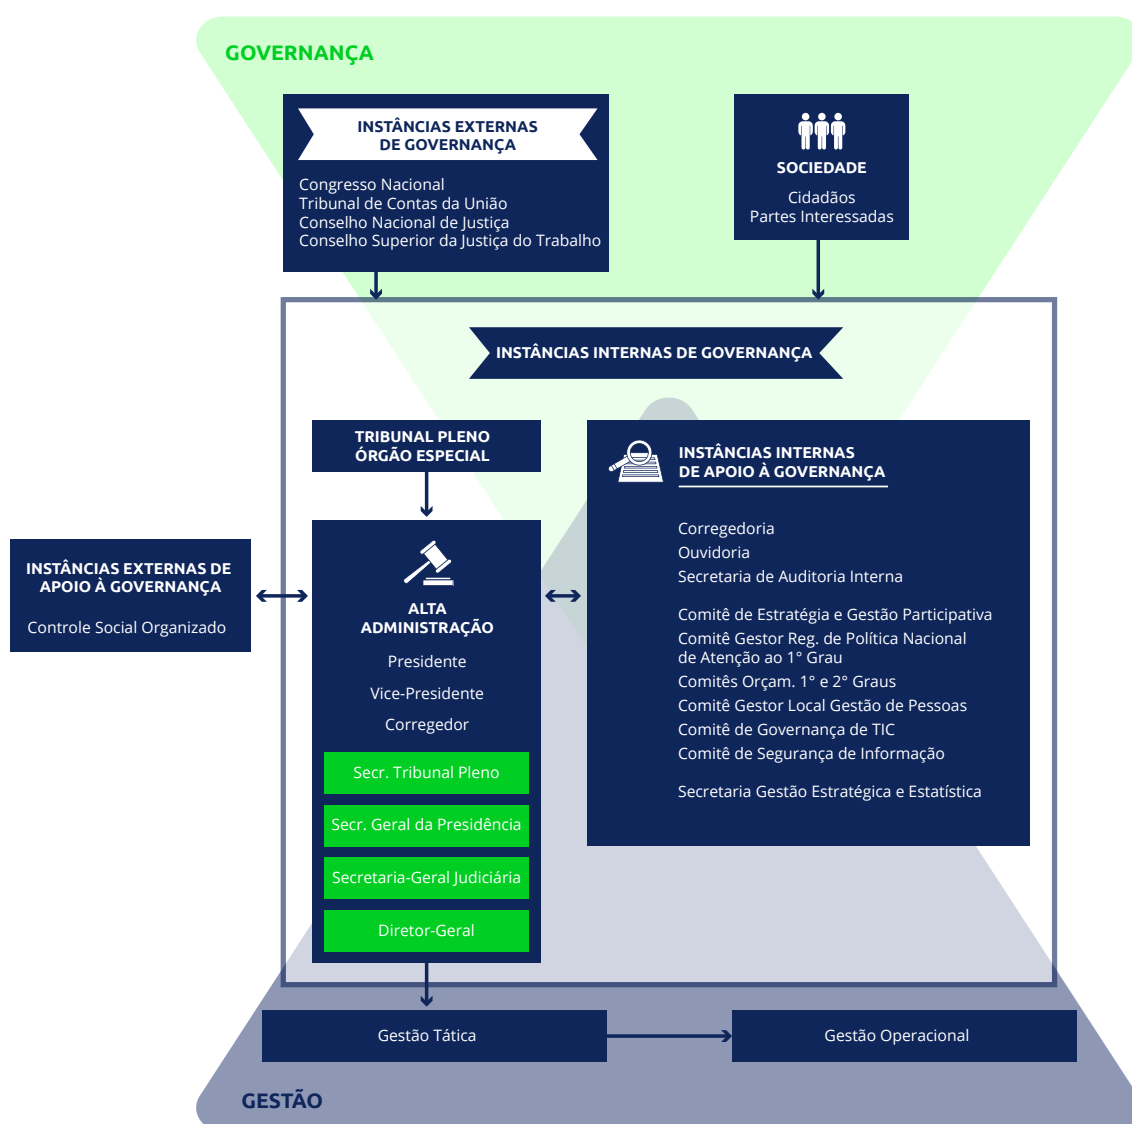 GOVERNANÇA
INSTÂNCIAS EXTERNAS
DE GOVERNANÇA
Congresso Nacional
Tribunal de Contas da União
Conselho Nacional de Justiça
Conselho Superior da Justiça do Trabalho
SOCIEDADE
Cidadãos
Partes Interessadas
INSTÂNCIAS INTERNAS DE GOVERNANÇA
TRIBUNAL PLENO
ÓRGÃO ESPECIAL
INSTÂNCIAS EXTERNAS DE
APOIO À GOVERNANÇA
Controle Social Organizado
ALTA
ADMINISTRAÇÃO
Presidente
Vice-Presidente
Corregedor
Secr. Tribunal Pleno
Secr. Geral da Presidência
Secretaria-Geral Judiciária
Diretor-Geral
INSTÂNCIAS INTERNAS
DE APOIO À GOVERNANÇA
Corregedoria
Ouvidoria
Secretaria de Auditoria Interna
Comitê de Estratégia e Gestão Participativa
Comitê Gestor Reg. de Política Nacional
de Atenção ao 1° Grau
Comitês Orçam. 1° e 2° Graus
Comitê Gestor Local Gestão de Pessoas
Comitê de Governança de TIC
Comitê de Segurança de Informação
Secretaria Gestão Estratégica e Estatística
Gestão Tática
Gestão Operacional
GESTÃO